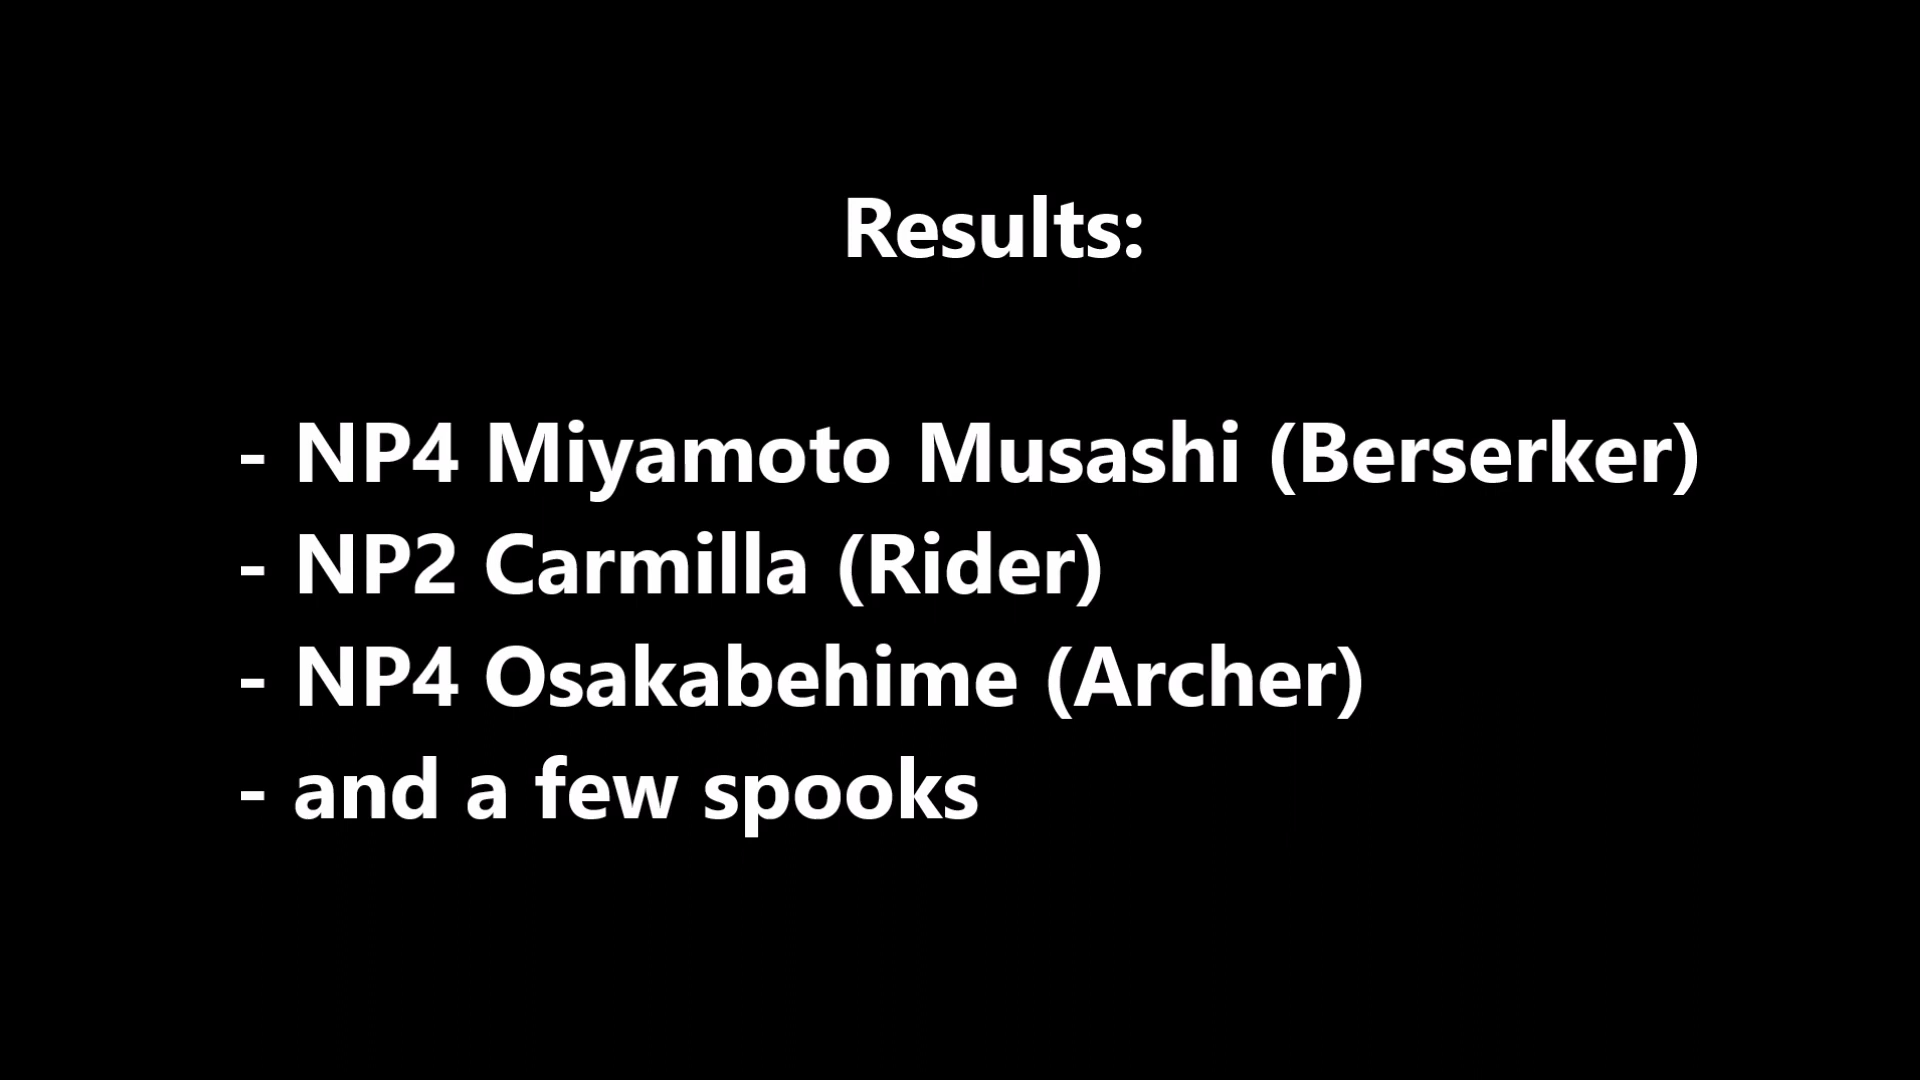 Results:
- NP4 Miyamoto Musashi (Berserker)
- NP2 Carmilla (Rider)
- NP4 Osakabehime (Archer)
- and a few spooks